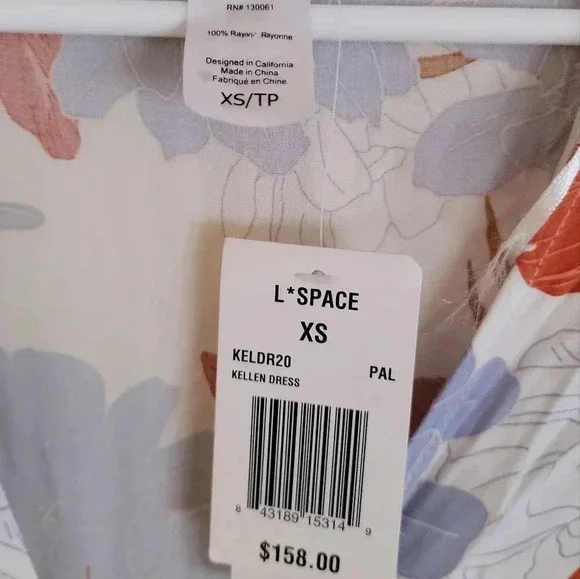 RN# 130061
100% Rayon/ Rayonne
Designed in California
Made in China
Fabriqué en Chine
XS/TP
L*SPACE
XS
KELDR20 PAL
KELLEN DRESS
8 43189 15314 9
$158.00